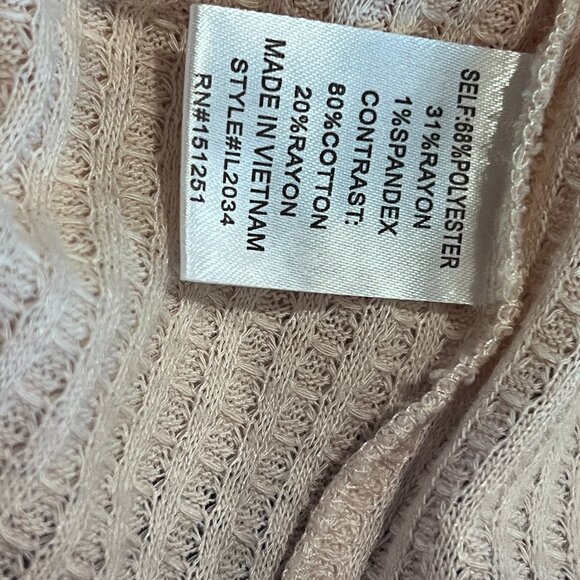 SELF:68%POLYESTER
31%RAYON
1%SPANDEX
CONTRAST:
80%COTTON
20%RAYON
MADE IN VIETNAM
STYLE#IL2034
RN#151251